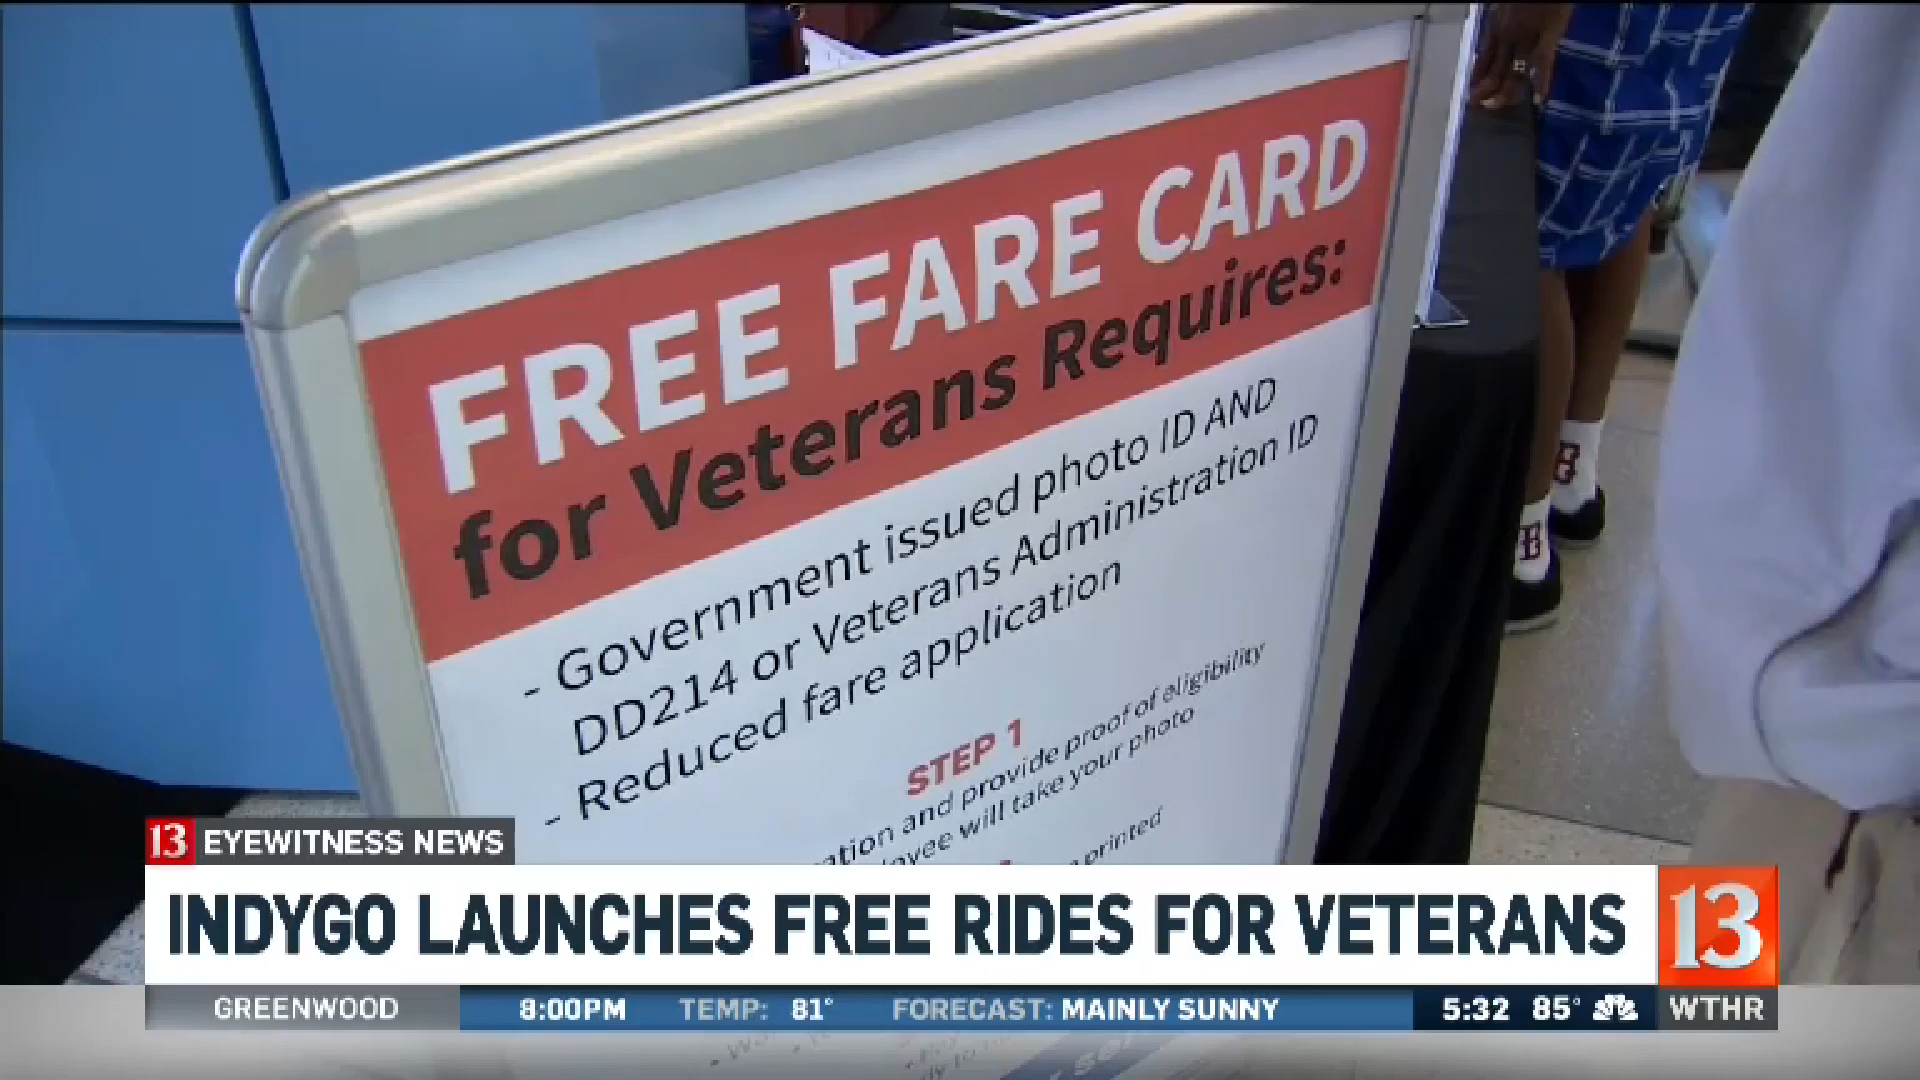 FREE FARE CARD
for Veterans Requires:
- Government issued photo ID AND
DD214 or Veterans Administration ID
- Reduced fare application
STEP 1
and provide proof of eligibility
will take your photo
printed
B
B
13 EYEWITNESS NEWS
INDYGO LAUNCHES FREE RIDES FOR VETERANS
13
GREENWOOD 8:00PM TEMP: 81° FORECAST: MAINLY SUNNY 5:32 85° WTHR